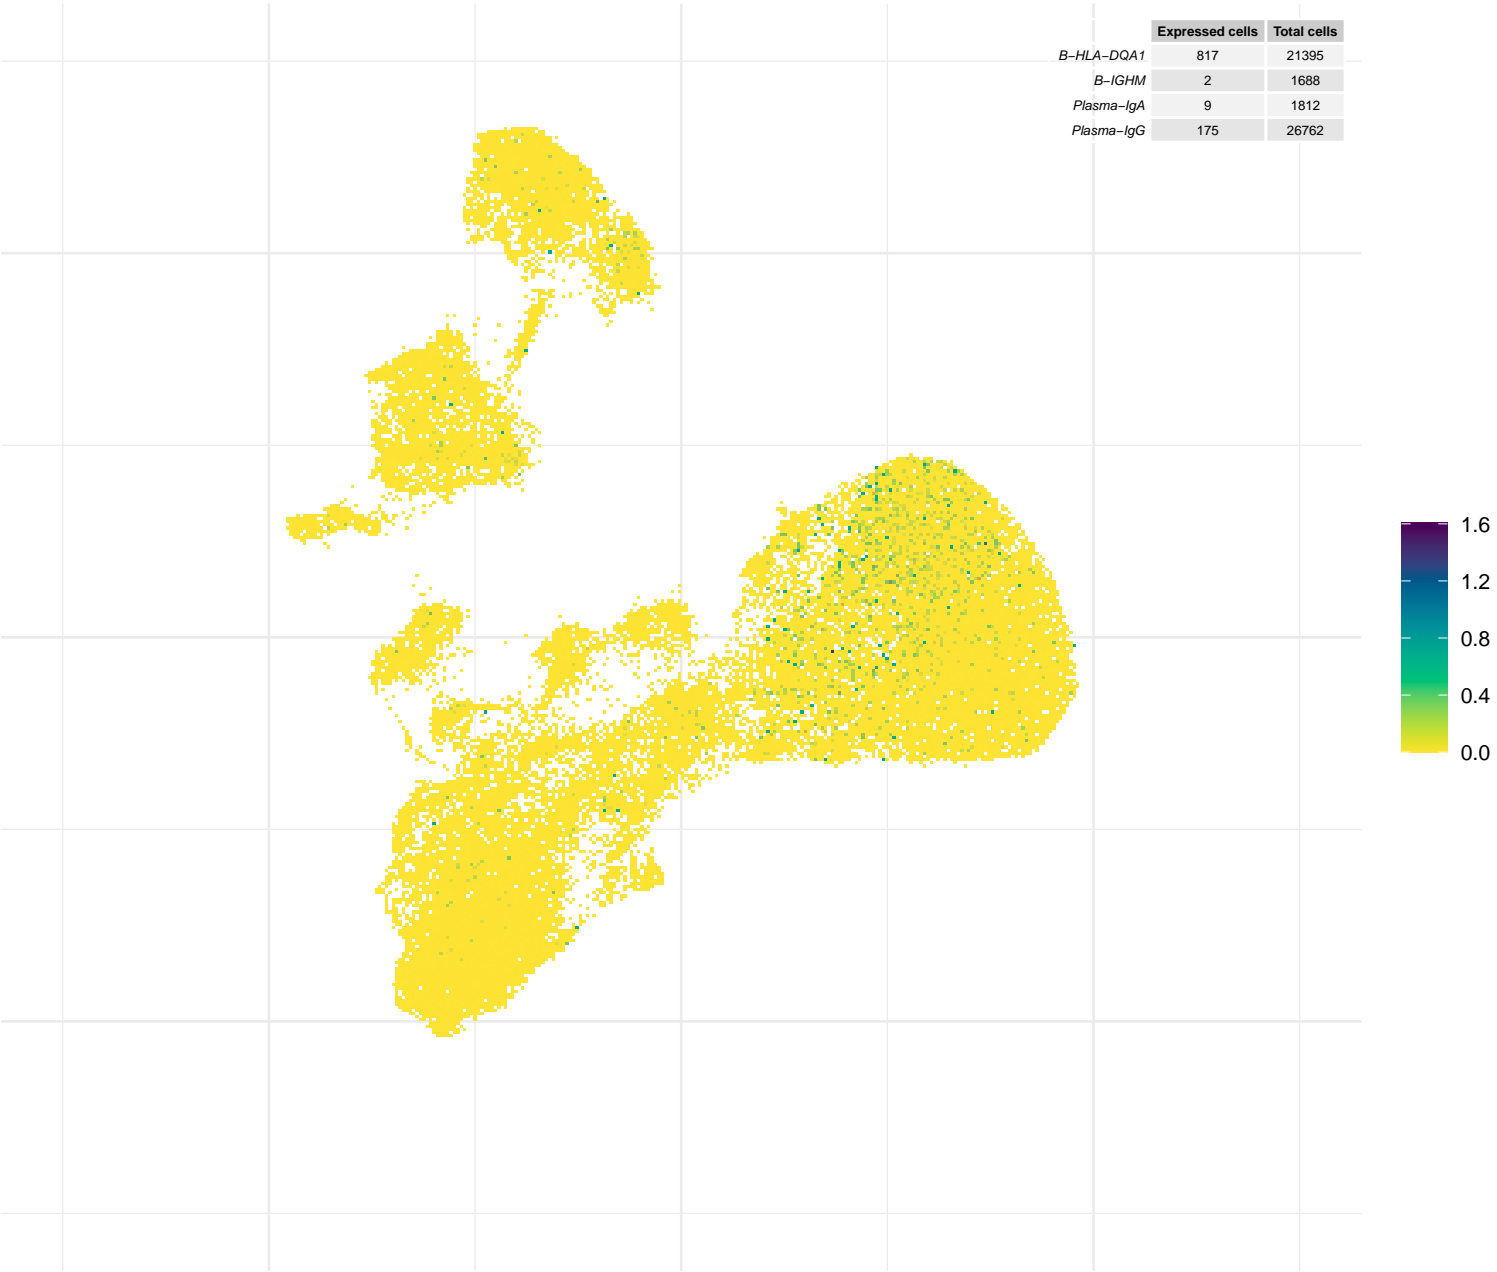 Expressed cells Total cells
B−HLA−DQA1 817 21395
B−IGHM 2 1688
Plasma−IgA 9 1812
Plasma−IgG 175 26762
1.6
1.2
0.8
0.4
0.0